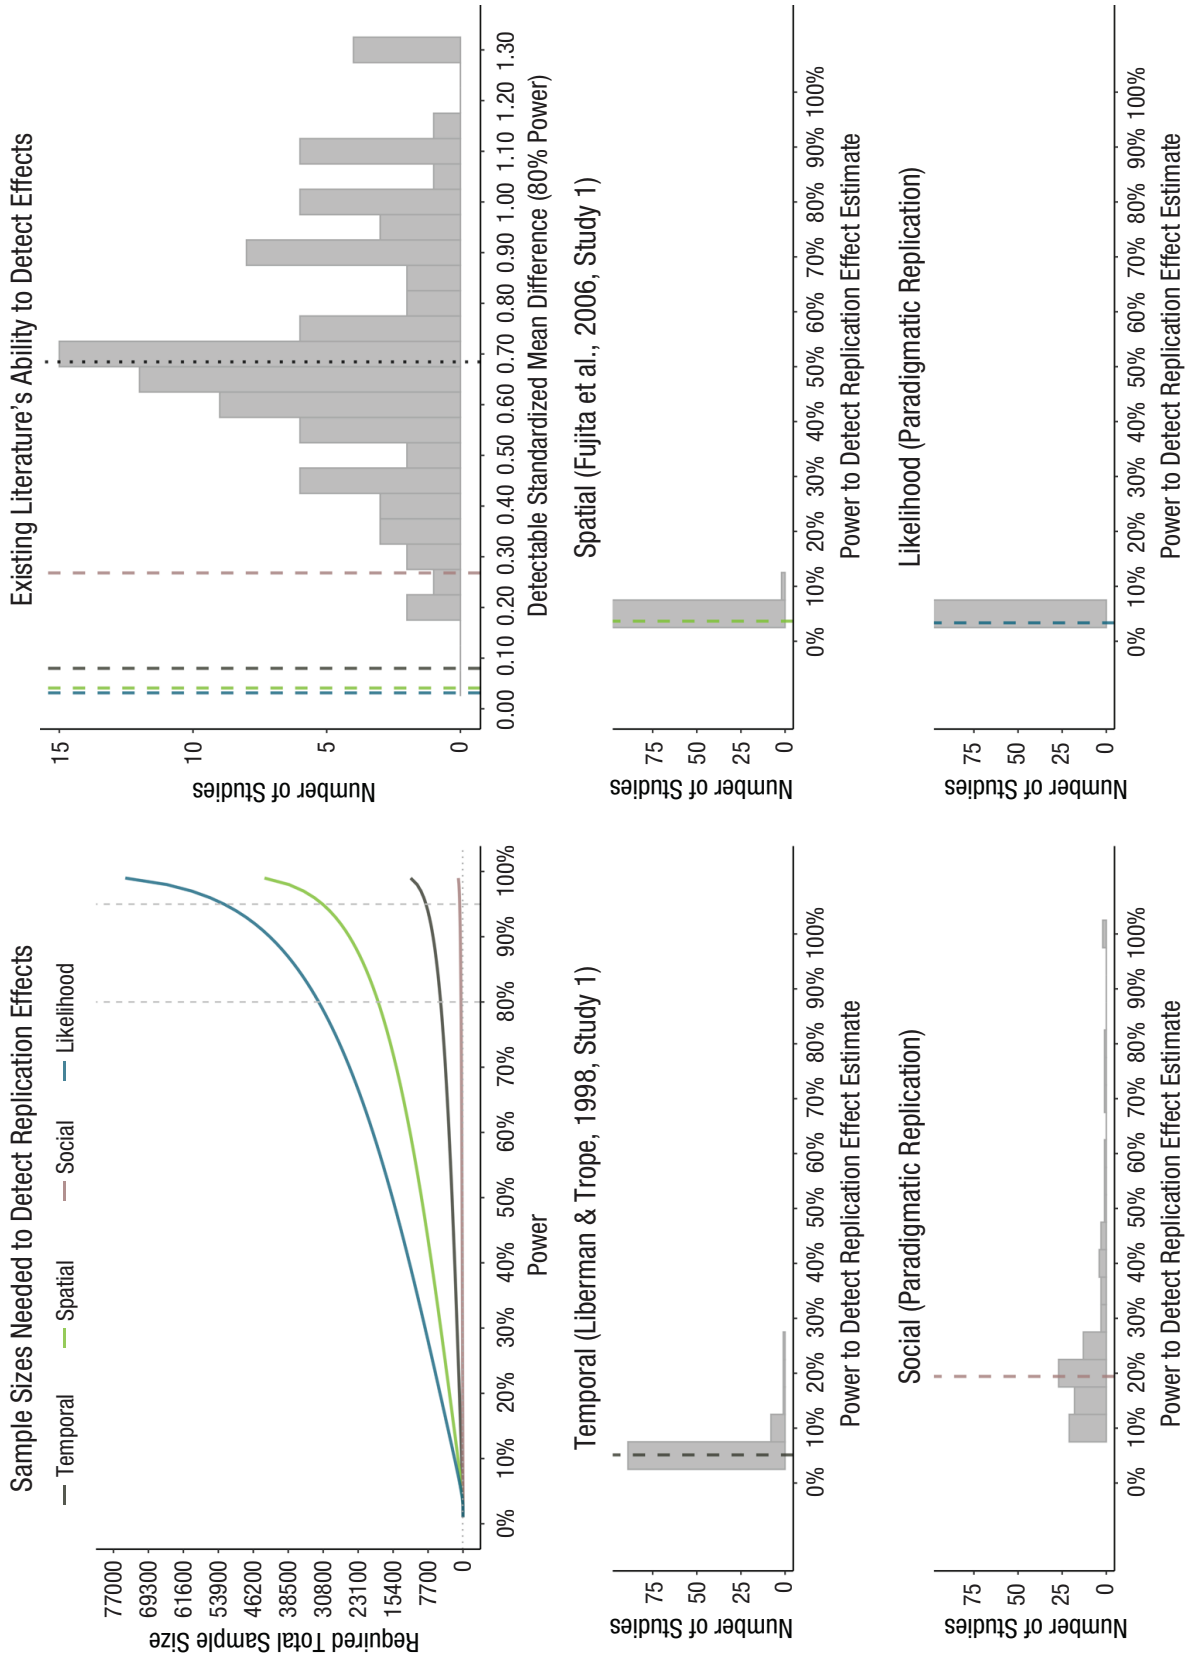 Sample Sizes Needed to Detect Replication Effects
Temporal Spatial Social Likelihood
Required Total Sample Size
77000
69300
61600
53900
46200
38500
30800
23100
15400
7700
0
0% 10% 20% 30% 40% 50% 60% 70% 80% 90% 100%
Power
Existing Literature's Ability to Detect Effects
Number of Studies
15
10
5
0
0.00 0.10 0.20 0.30 0.40 0.50 0.60 0.70 0.80 0.90 1.00 1.10 1.20 1.30
Detectable Standardized Mean Difference (80% Power)
Temporal (Liberman & Trope, 1998, Study 1)
Number of Studies
75
50
25
0
0% 10% 20% 30% 40% 50% 60% 70% 80% 90% 100%
Power to Detect Replication Effect Estimate
Spatial (Fujita et al., 2006, Study 1)
Number of Studies
75
50
25
0
0% 10% 20% 30% 40% 50% 60% 70% 80% 90% 100%
Power to Detect Replication Effect Estimate
Social (Paradigmatic Replication)
Number of Studies
75
50
25
0
0% 10% 20% 30% 40% 50% 60% 70% 80% 90% 100%
Power to Detect Replication Effect Estimate
Likelihood (Paradigmatic Replication)
Number of Studies
75
50
25
0
0% 10% 20% 30% 40% 50% 60% 70% 80% 90% 100%
Power to Detect Replication Effect Estimate